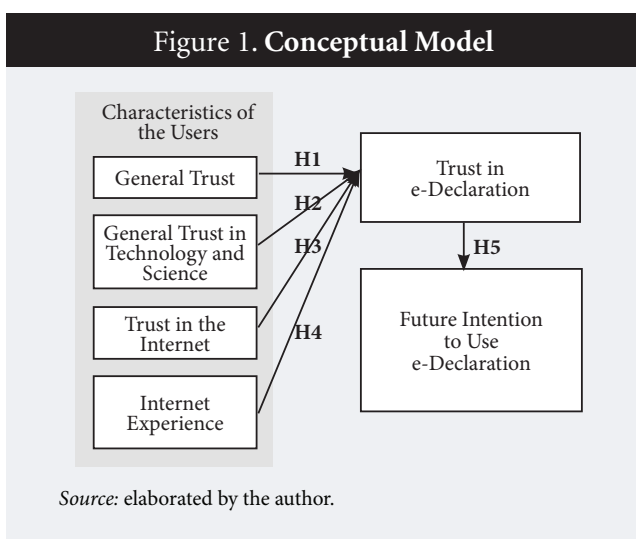 Figure 1. Conceptual Model
Characteristics of
the Users
General Trust
General Trust in
Technology and
Science
Trust in the
Internet
Internet
Experience
H1
H2
H3
H4
Trust in
e-Declaration
H5
Future Intention
to Use
e-Declaration
Source: elaborated by the author.